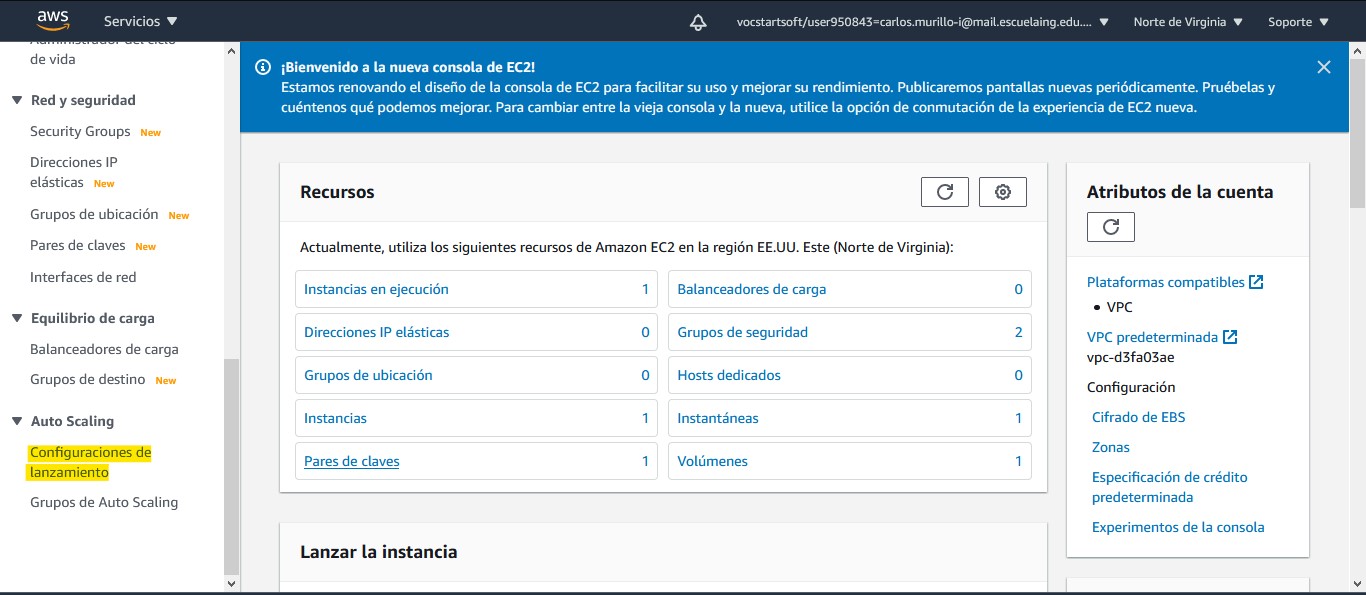 aws
Servicios
vocstartsoft/user950843=carlos.murillo-i@mail.escuelaing.edu....
Norte de Virginia
Soporte
Administrador del ciclo
de vida
Red y seguridad
Security Groups New
Direcciones IP
elásticas New
Grupos de ubicación New
Pares de claves New
Interfaces de red
Equilibrio de carga
Balanceadores de carga
Grupos de destino New
Auto Scaling
Configuraciones de
lanzamiento
Grupos de Auto Scaling
¡Bienvenido a la nueva consola de EC2!
Estamos renovando el diseño de la consola de EC2 para facilitar su uso y mejorar su rendimiento. Publicaremos pantallas nuevas periódicamente. Pruébelas y
cuéntenos qué podemos mejorar. Para cambiar entre la vieja consola y la nueva, utilice la opción de conmutación de la experiencia de EC2 nueva.
Recursos
Actualmente, utiliza los siguientes recursos de Amazon EC2 en la región EE.UU. Este (Norte de Virginia):
Instancias en ejecución 1
Balanceadores de carga 0
Direcciones IP elásticas 0
Grupos de seguridad 2
Grupos de ubicación 0
Hosts dedicados 0
Instancias 1
Instantáneas 1
Pares de claves 1
Volúmenes 1
Lanzar la instancia
Atributos de la cuenta
Plataformas compatibles
• VPC
VPC predeterminada
vpc-d3fa03ae
Configuración
Cifrado de EBS
Zonas
Especificación de crédito
predeterminada
Experimentos de la consola